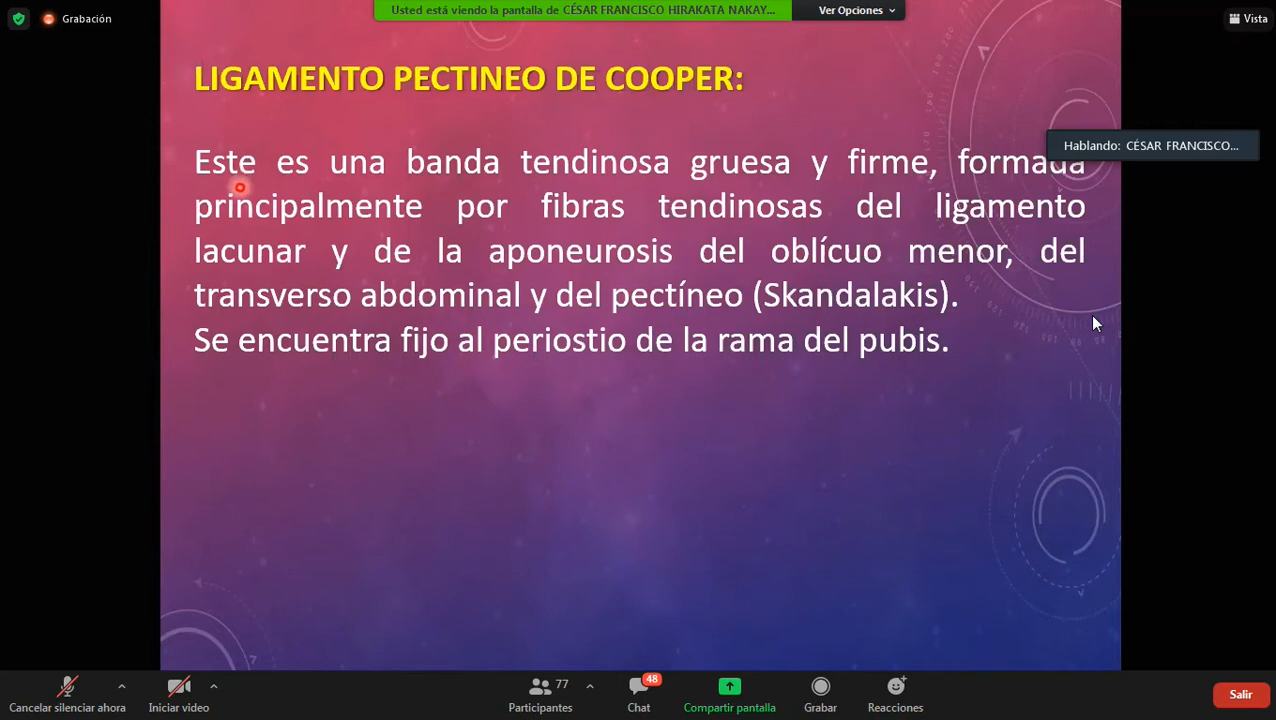 Grabación
Usted está viendo la pantalla de CÉSAR FRANCISCO HIRAKATA NAKAY...
Ver Opciones
Vista
LIGAMENTO PECTINEO DE COOPER:
Hablando: CÉSAR FRANCISCO...
Este es una banda tendinosa gruesa y firme, formada
principalmente por fibras tendinosas del ligamento
lacunar y de la aponeurosis del oblícuo menor, del
transverso abdominal y del pectíneo (Skandalakis).
Se encuentra fijo al periostio de la rama del pubis.
Cancelar silenciar ahora
Iniciar video
77
Participantes
48
Chat
Compartir pantalla
Grabar
Reacciones
Salir